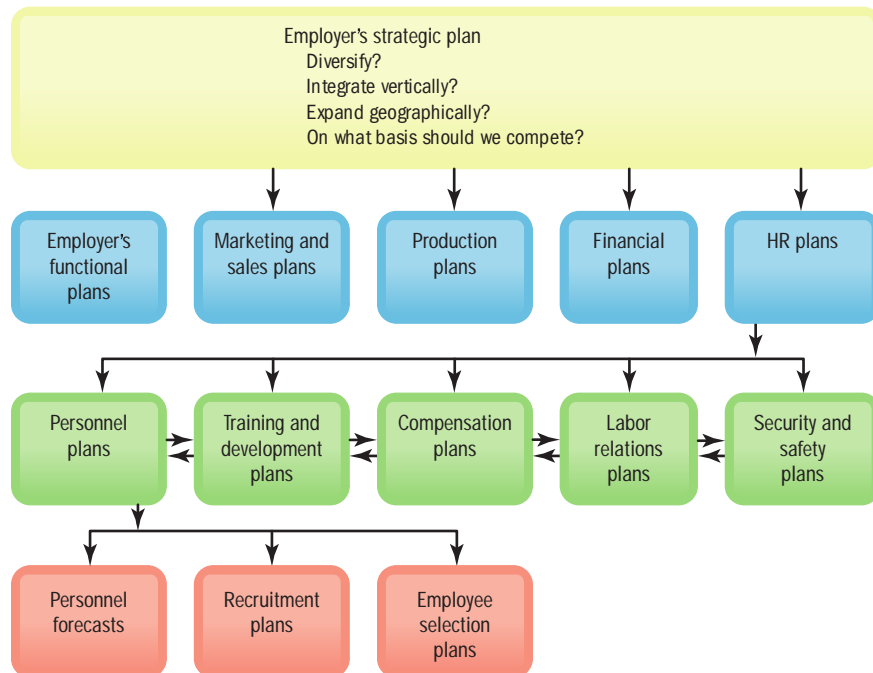 Employer's strategic plan
Diversify?
Integrate vertically?
Expand geographically?
On what basis should we compete?
Employer's
functional
plans
Marketing and
sales plans
Production
plans
Financial
plans
HR plans
Personnel
plans
Training and
development
plans
Compensation
plans
Labor
relations
plans
Security and
safety
plans
Personnel
forecasts
Recruitment
plans
Employee
selection
plans